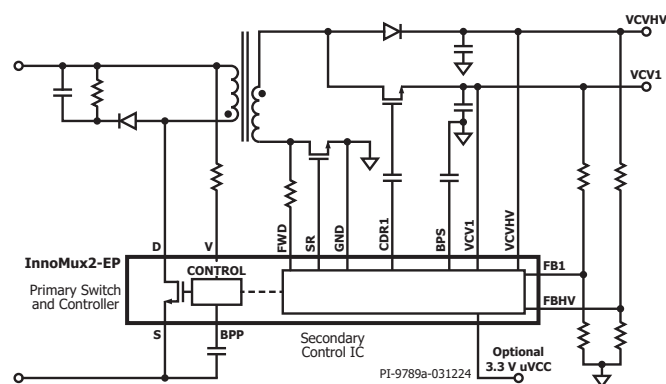 VCVHV
VCV1
D
V
FWD
SR
GND
CDR1
BPS
VCV1
VCVHV
InnoMux2-EP
Primary Switch
and Controller
CONTROL
FB1
FBHV
S
BPP
Secondary
Control IC
Optional
3.3 V uVCC
PI-9789a-031224